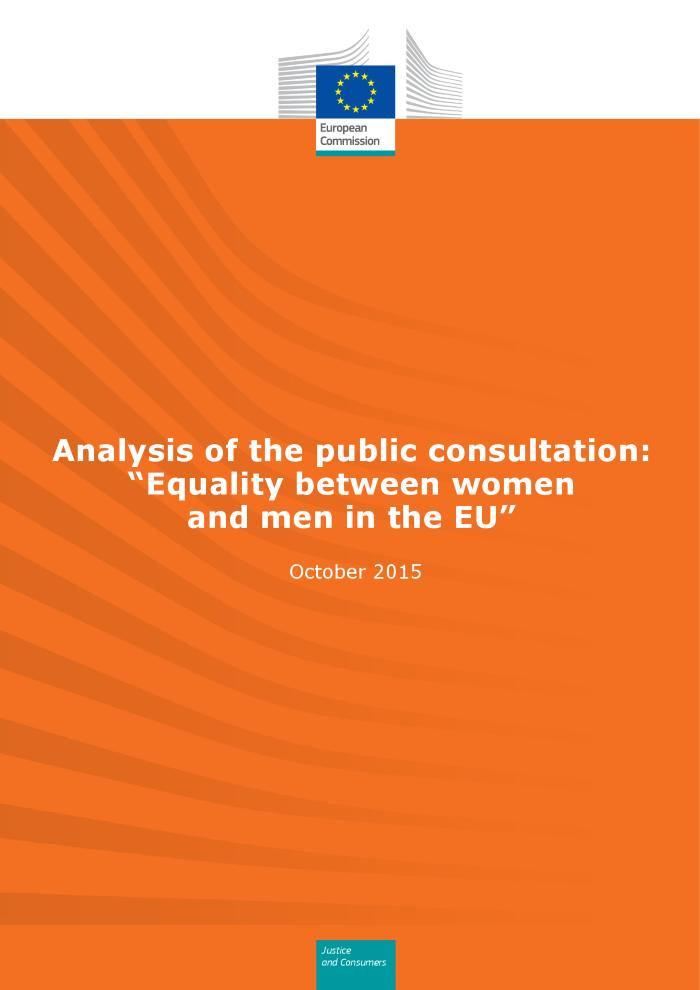 European
Commission
Analysis of the public consultation:
“Equality between women
and men in the EU”
October 2015
Justice
and Consumers